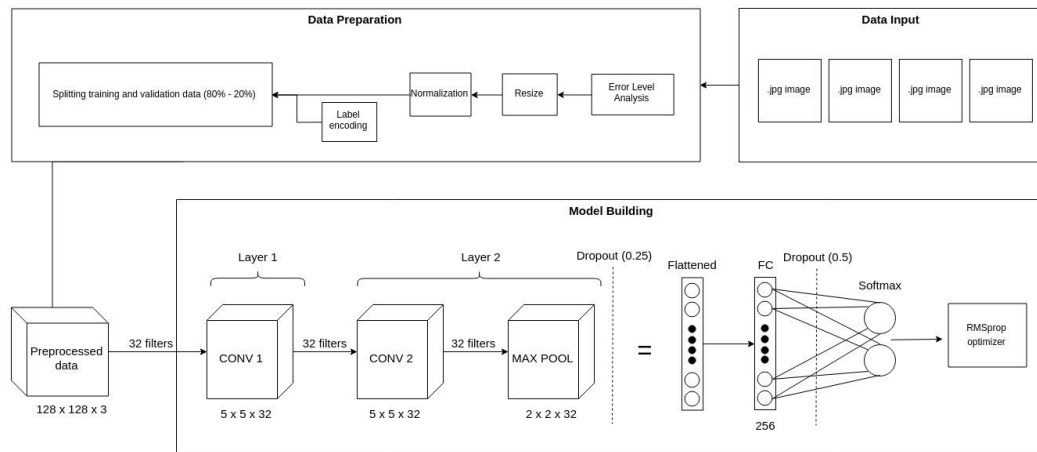 Data Preparation
Data Input
Splitting training and validation data (80% - 20%)
Label
encoding
Normalization
Resize
Error Level
Analysis
.jpg image
.jpg image
.jpg image
.jpg image
Model Building
Layer 1
Layer 2
Dropout (0.25)
Flattened
FC
Dropout (0.5)
Softmax
Preprocessed
data
128 x 128 x 3
32 filters
CONV 1
5 x 5 x 32
32 filters
CONV 2
5 x 5 x 32
32 filters
MAX POOL
2 x 2 x 32
=
256
RMSprop
optimizer